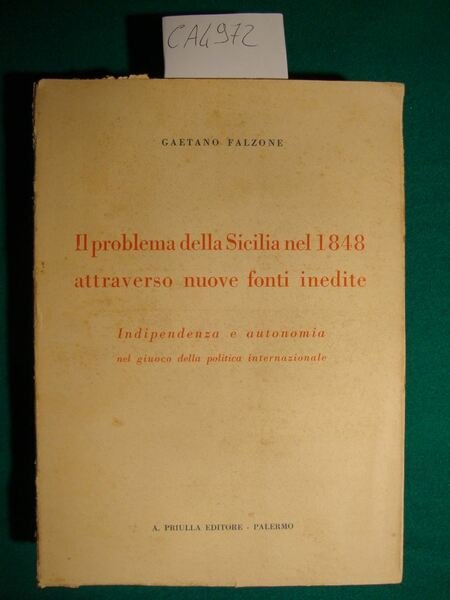 CA4972
GAETANO FALZONE
Il problema della Sicilia nel 1848
attraverso nuove fonti inedite
Indipendenza e autonomia
nel giuoco della politica internazionale
A. PRIULLA EDITORE - PALERMO